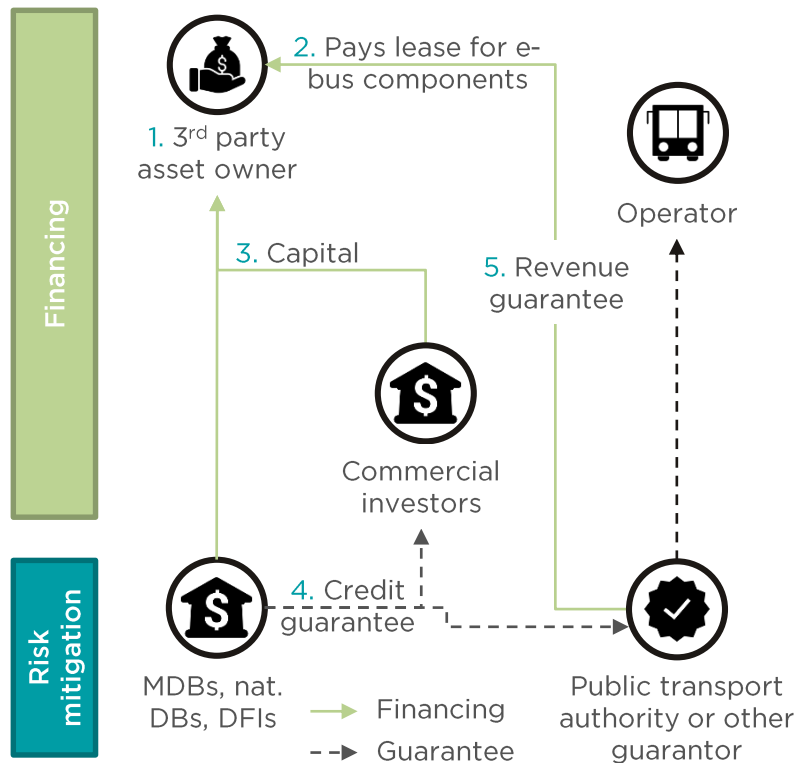 Financing
Risk
mitigation
2. Pays lease for e-
bus components
1. 3rd party
asset owner
Operator
3. Capital
5. Revenue
guarantee
$
$
Commercial
investors
4. Credit
guarantee
$
MDBs, nat.
DBs, DFIs
Public transport
authority or other
guarantor
Financing
Guarantee